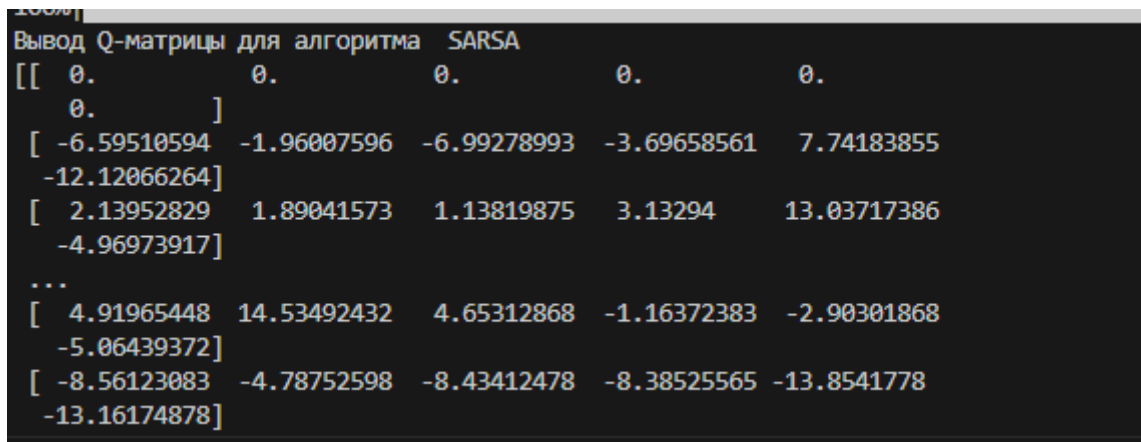 100%|
Вывод Q-матрицы для алгоритма  SARSA
[[  0.           0.           0.           0.           0.
    0.        ]
 [ -6.59510594  -1.96007596  -6.99278993  -3.69658561   7.74183855
  -12.12066264]
 [  2.13952829   1.89041573   1.13819875   3.13294     13.03717386
   -4.96973917]
 ...
 [  4.91965448  14.53492432   4.65312868  -1.16372383  -2.90301868
   -5.06439372]
 [ -8.56123083  -4.78752598  -8.43412478  -8.38525565 -13.8541778
  -13.16174878]